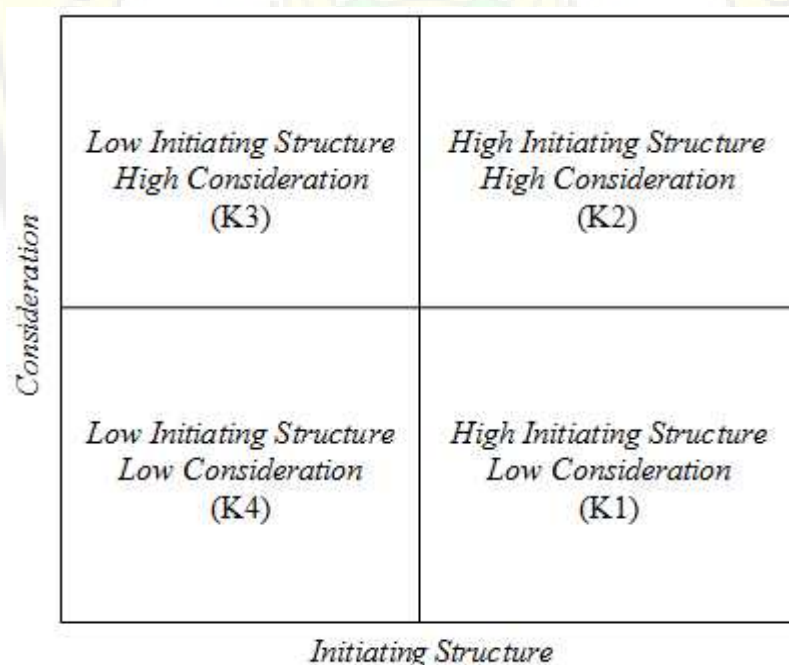 Low Initiating Structure
High Consideration
(K3)
High Initiating Structure
High Consideration
(K2)
Consideration
Low Initiating Structure
Low Consideration
(K4)
High Initiating Structure
Low Consideration
(K1)
Initiating Structure